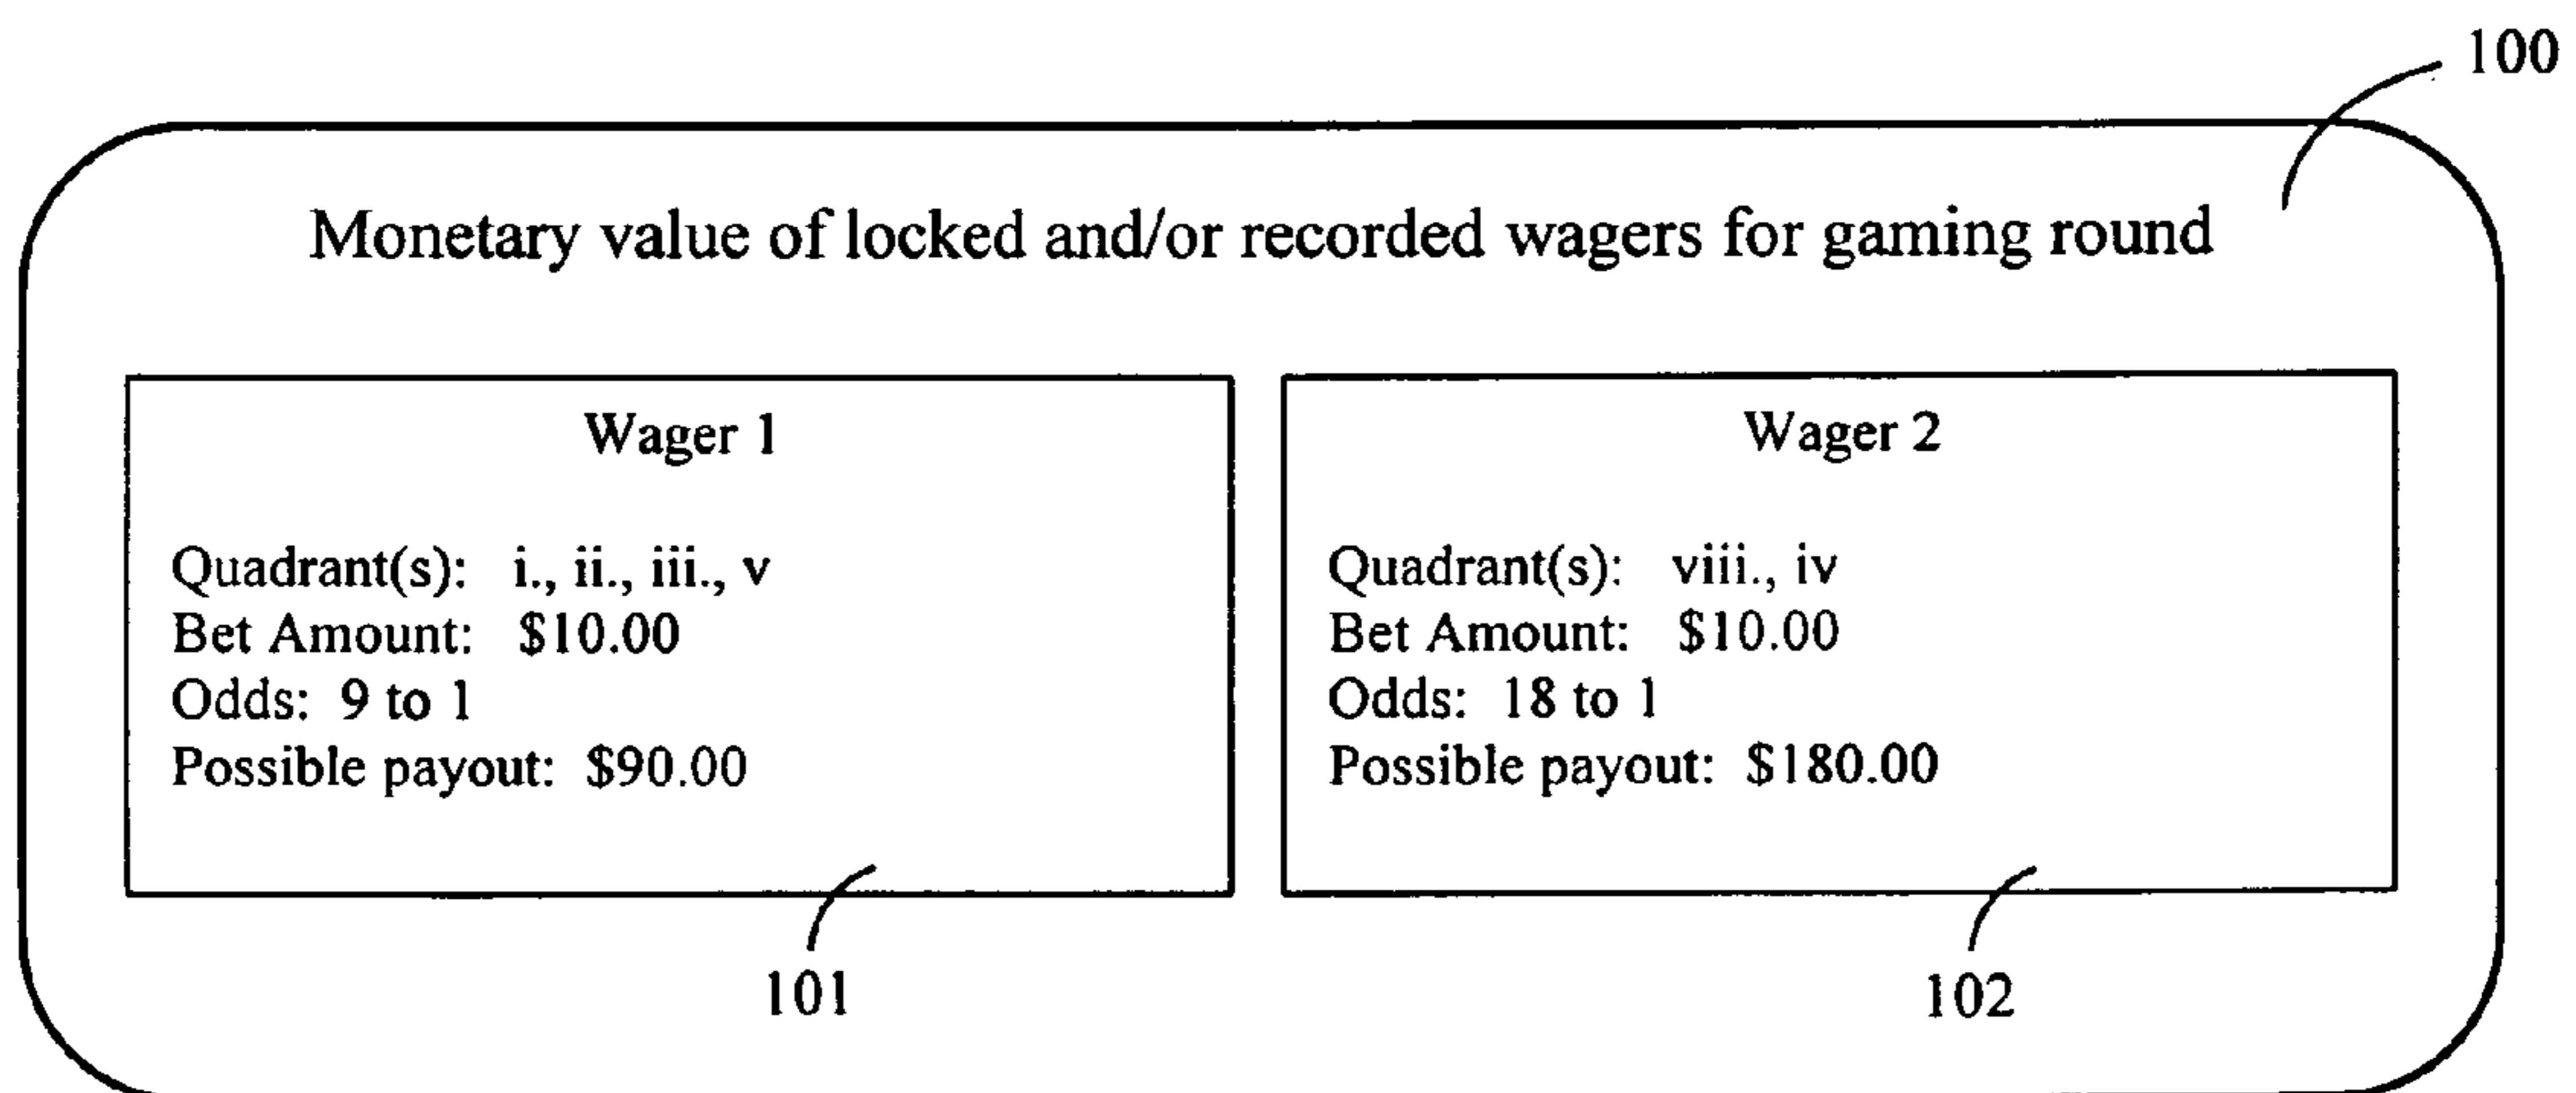 100
Monetary value of locked and/or recorded wagers for gaming round
Wager 1
Quadrant(s): i., ii., iii., v
Bet Amount: $10.00
Odds: 9 to 1
Possible payout: $90.00
101
Wager 2
Quadrant(s): viii., iv
Bet Amount: $10.00
Odds: 18 to 1
Possible payout: $180.00
102